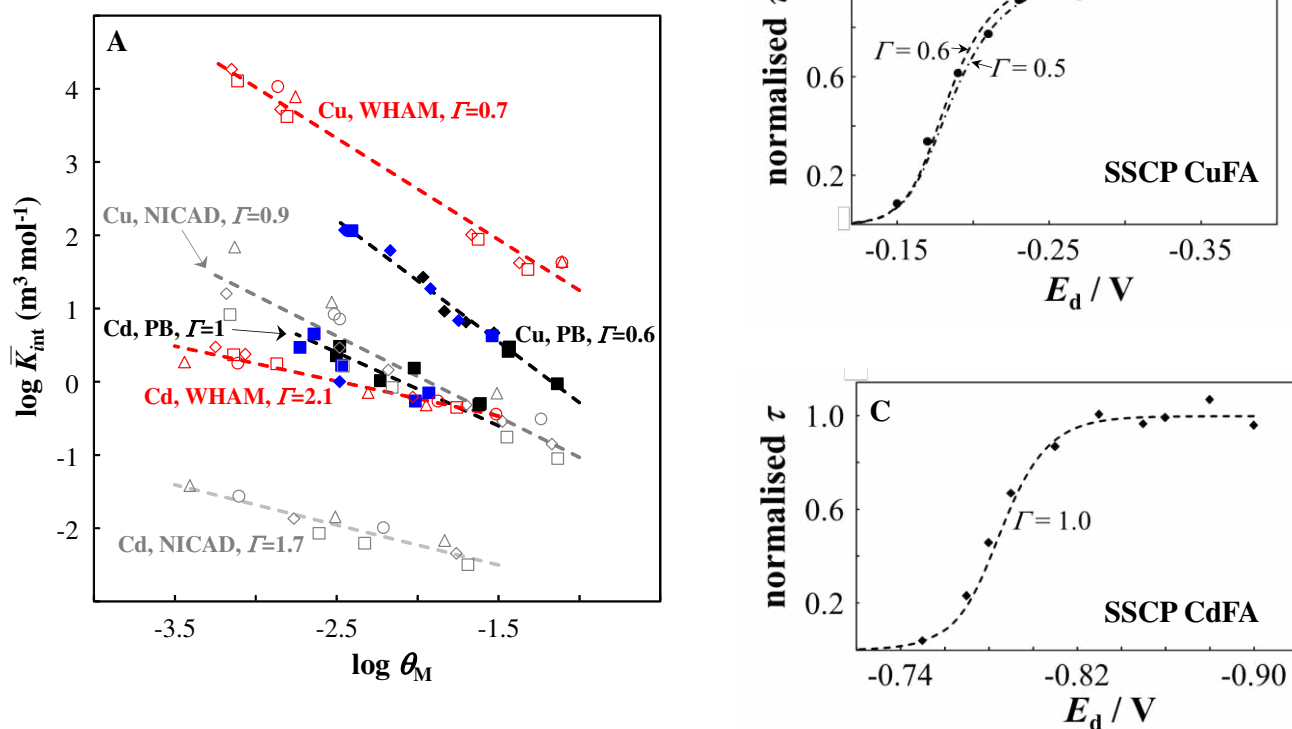 A
4
3
2
1
0
-1
-2
log K̅int (m³ mol⁻¹)
Cu, WHAM, Γ=0.7
Cu, NICAD, Γ=0.9
Cd, PB, Γ=1
Cu, PB, Γ=0.6
Cd, WHAM, Γ=2.1
Cd, NICAD, Γ=1.7
-3.5
-2.5
-1.5
log θM
normalised τ
0.6
0.2
Γ = 0.6
Γ = 0.5
SSCP CuFA
-0.15
-0.25
-0.35
Ed / V
C
normalised τ
1.0
0.6
0.2
Γ = 1.0
SSCP CdFA
-0.74
-0.82
-0.90
Ed / V